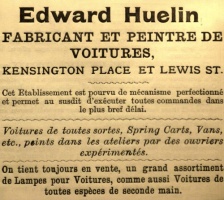 Edward Huelin
FABRICANT ET PEINTRE DE
VOITURES,
KENSINGTON PLACE ET LEWIS ST.
Cet Etablissement est pourvu de mécanisme perfectionné
et permet au susdit d'exécuter toutes commandes dans
le plus bref délai.
Voitures de toutes sortes, Spring Carts, Vans,
etc., peints dans les ateliers par des ouvriers
expérimentés.
On tient toujours en vente, un grand assortiment
de Lampes pour Voitures, comme aussi Voitures de
toutes espèces de seconde main.